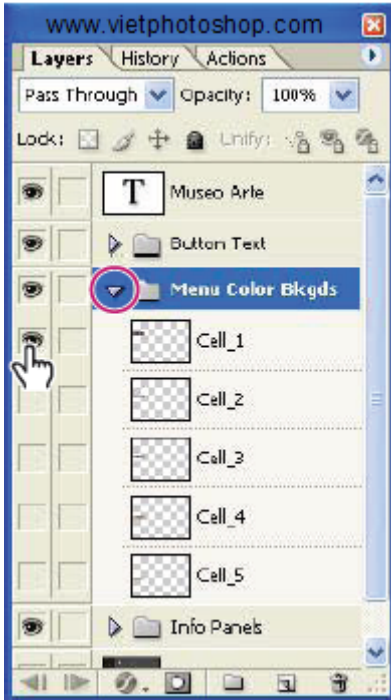 www.vietphotoshop.com
Layers History Actions
Pass Through Opacity: 100%
Lock: Unify:
T Museo Arte
Button Text
Menu Color Bkgds
Cell_1
Cell_2
Cell_3
Cell_4
Cell_5
Info Panels